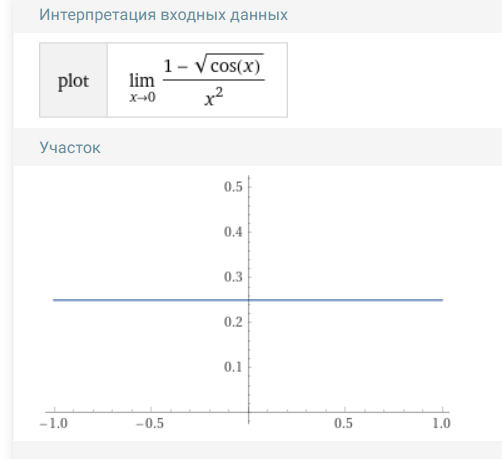 Интерпретация входных данных
plot lim x→0 1 − √cos(x) / x²
Участок
0.5
0.4
0.3
0.2
0.1
−1.0 −0.5 0.5 1.0